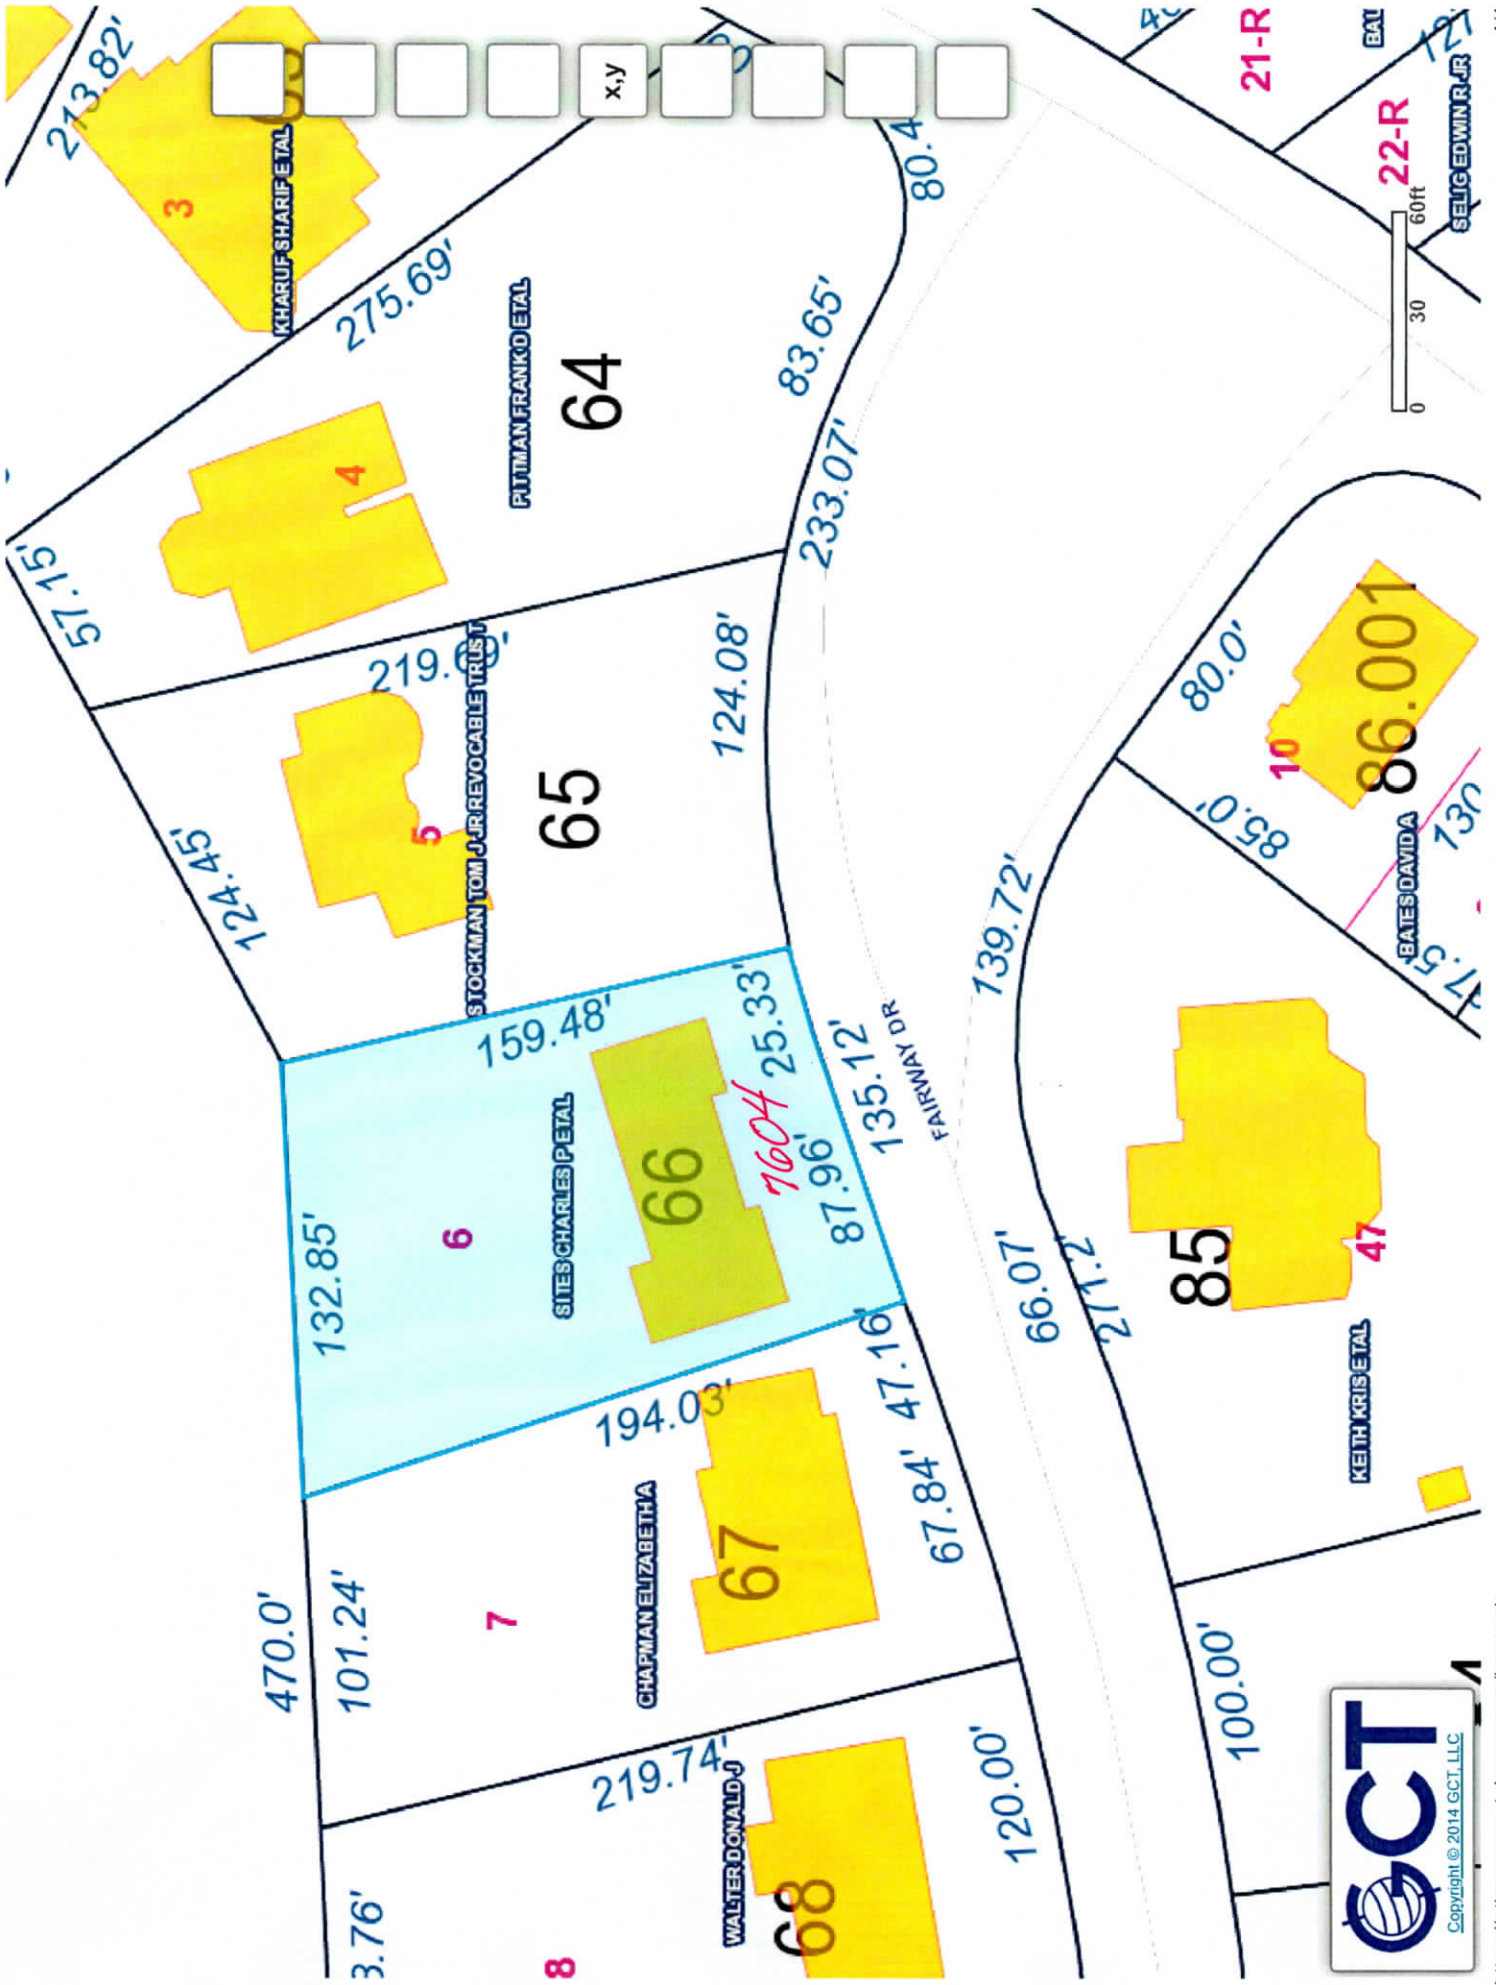 213.82'
3
KHARUF SHARIF ETAL
x,y
80.4
21-R
22-R
SELIG EDWIN R JR
275.69'
PITTMAN FRANK D ETAL
64
4
83.65'
233.07'
0 30 60ft
57.15'
219.69'
STOCKMAN TOM J JR REVOCABLE TRUST
65
5
124.45'
124.08'
80.0'
10
86.001
85.0'
130
BATES DAVID A
139.72'
FAIRWAY DR
159.48'
25.33'
135.12'
7604
87.96'
66
SITES CHARLES P ETAL
6
132.85'
194.03'
47.16'
66.07'
271.2'
85
47
KEITH KRIS ETAL
67.84'
67
CHAPMAN ELIZABETH A
7
101.24'
470.0'
219.74'
WALTER DONALD J
68
8
3.76'
120.00'
100.00'
GCT
Copyright © 2014 GCT, LLC